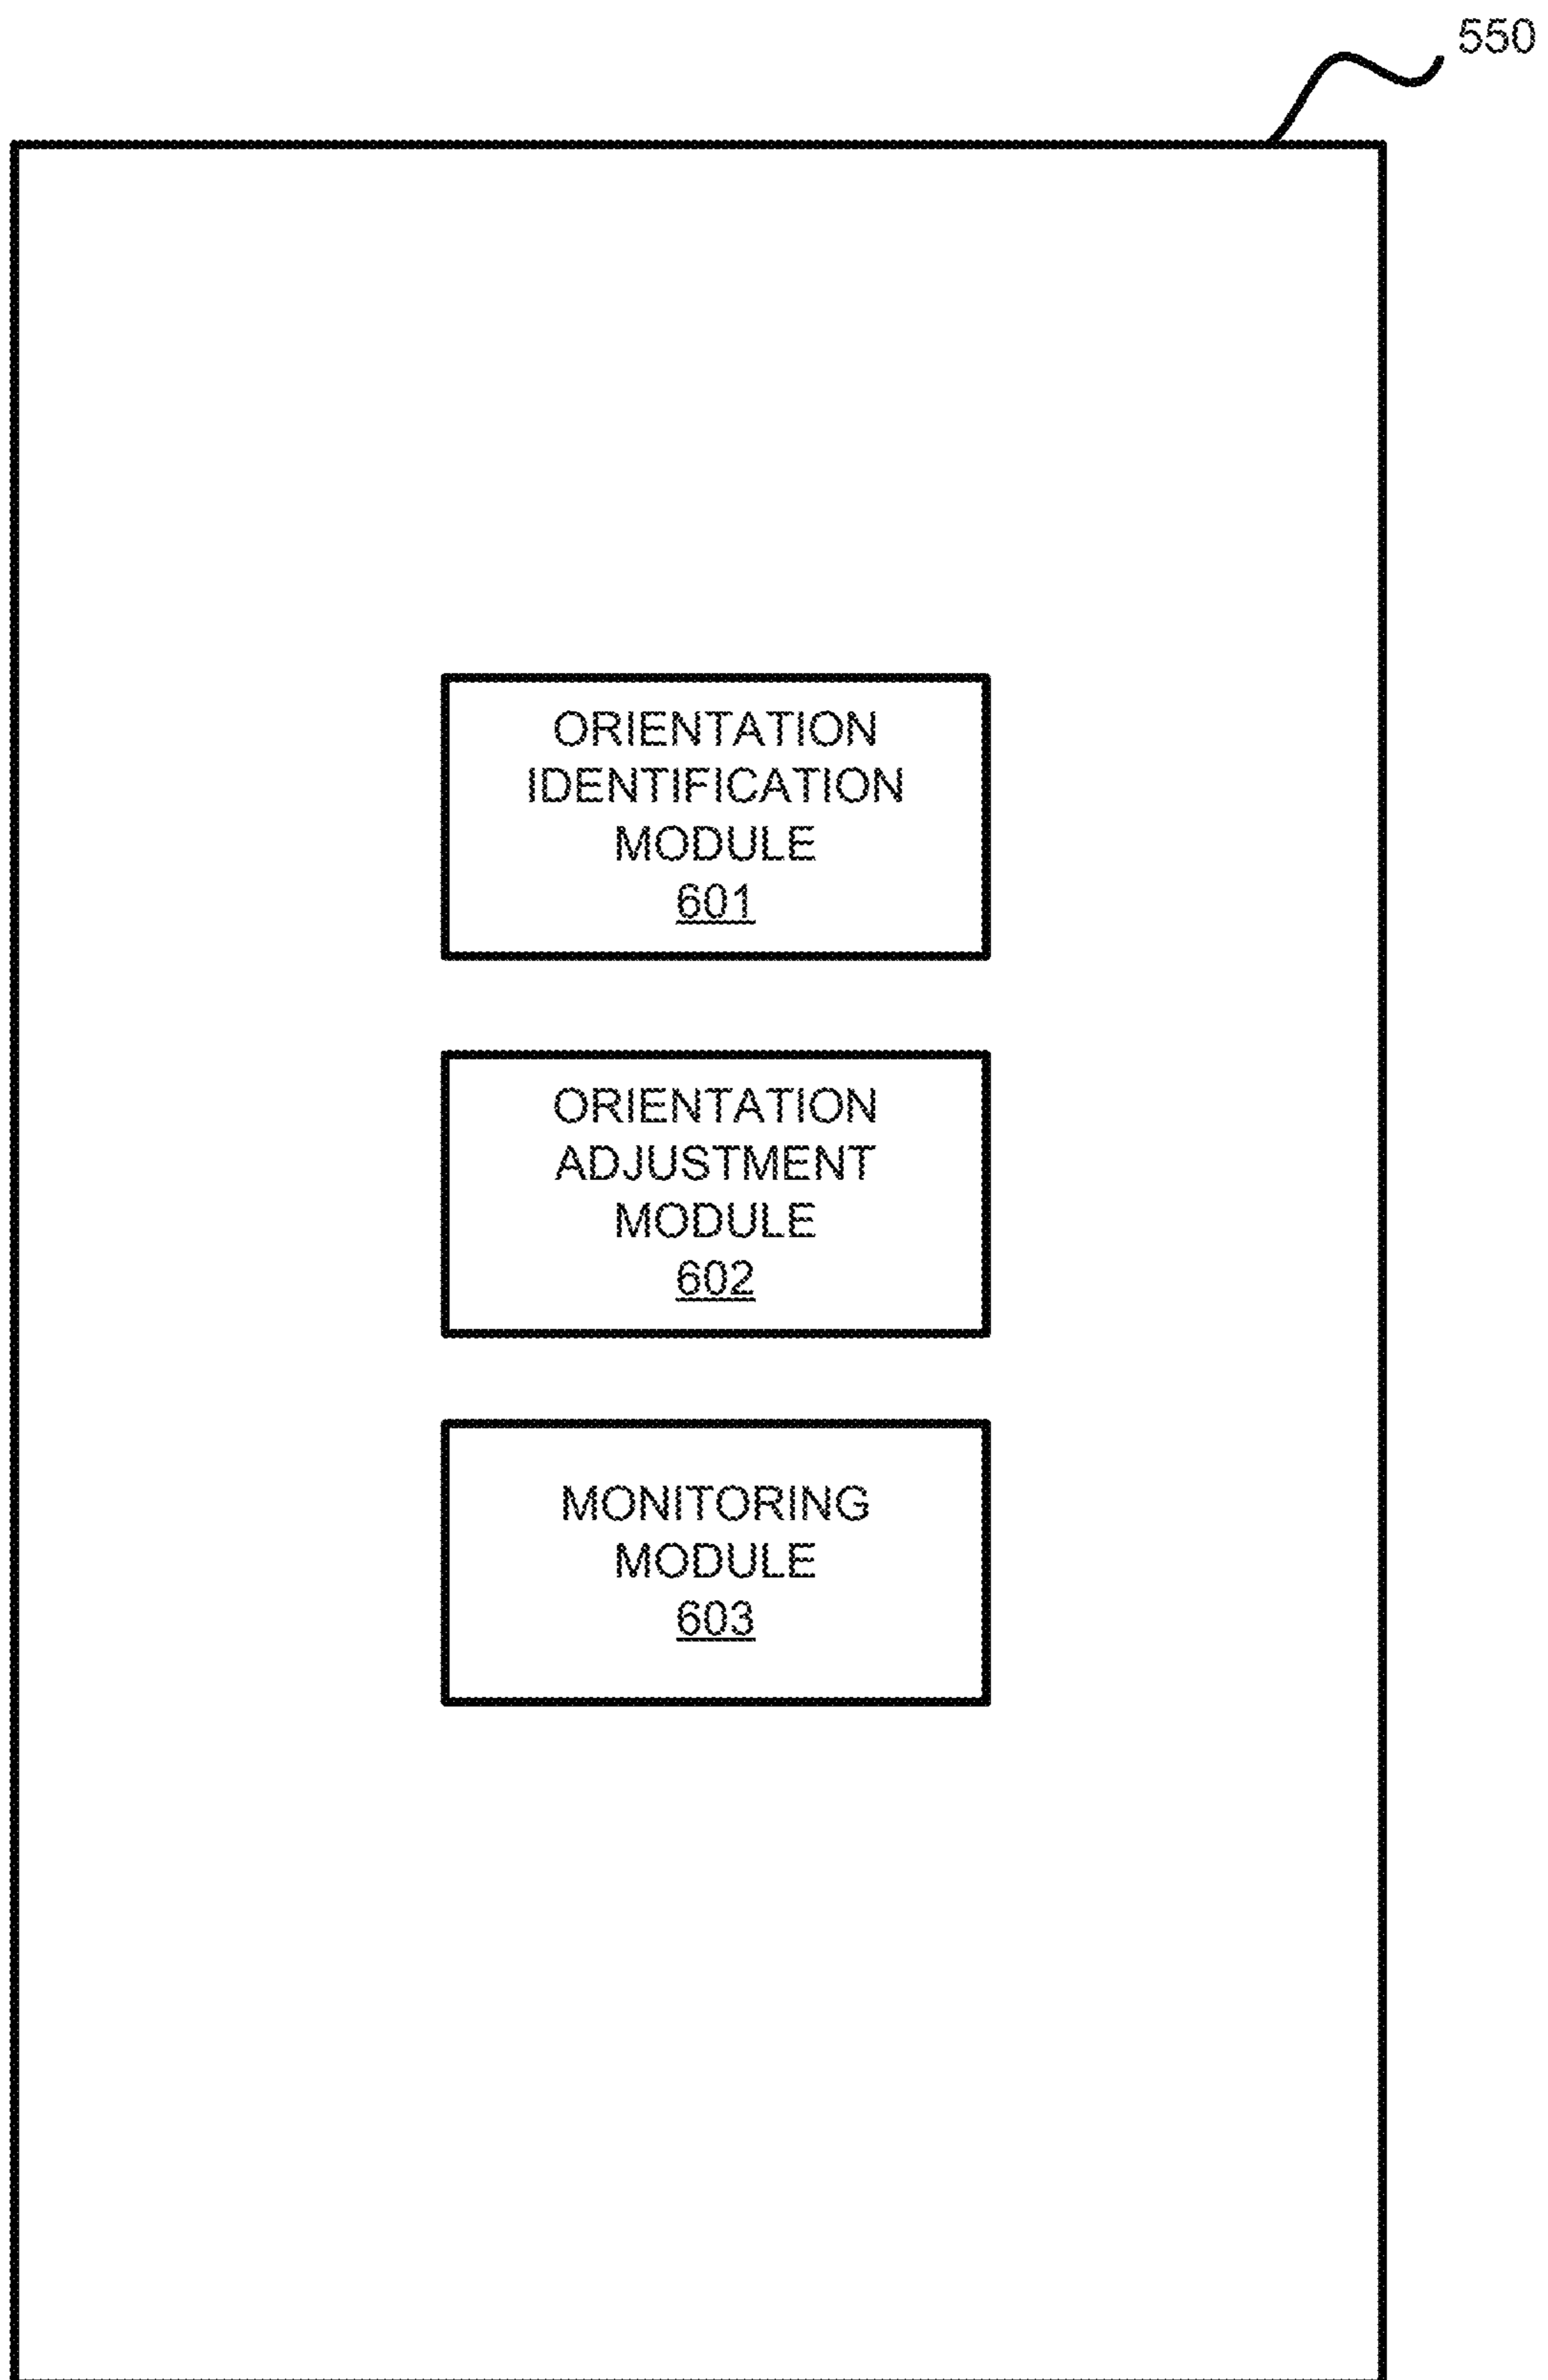 550
ORIENTATION
IDENTIFICATION
MODULE
601
ORIENTATION
ADJUSTMENT
MODULE
602
MONITORING
MODULE
603